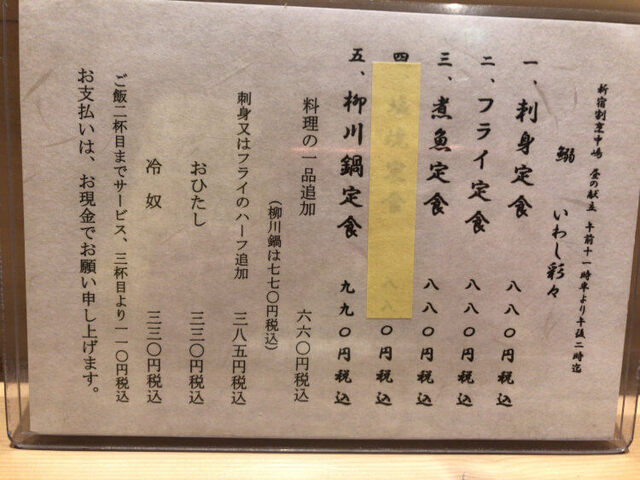 新宿割烹中嶋 昼の献立 午前十一時半より午後二時迄
鰯 いわし彩々
一、刺身定食 八八〇円税込
二、フライ定食 八八〇円税込
三、煮魚定食 八八〇円税込
四 八八〇円税込
五、柳川鍋定食 九九〇円税込
料理の一品追加 六六〇円税込
(柳川鍋は七七〇円税込)
刺身又はフライのハーフ追加 三八五円税込
おひたし 三三〇円税込
冷奴 三三〇円税込
ご飯二杯目までサービス、三杯目より一一〇円税込
お支払いは、お現金でお願い申し上げます。